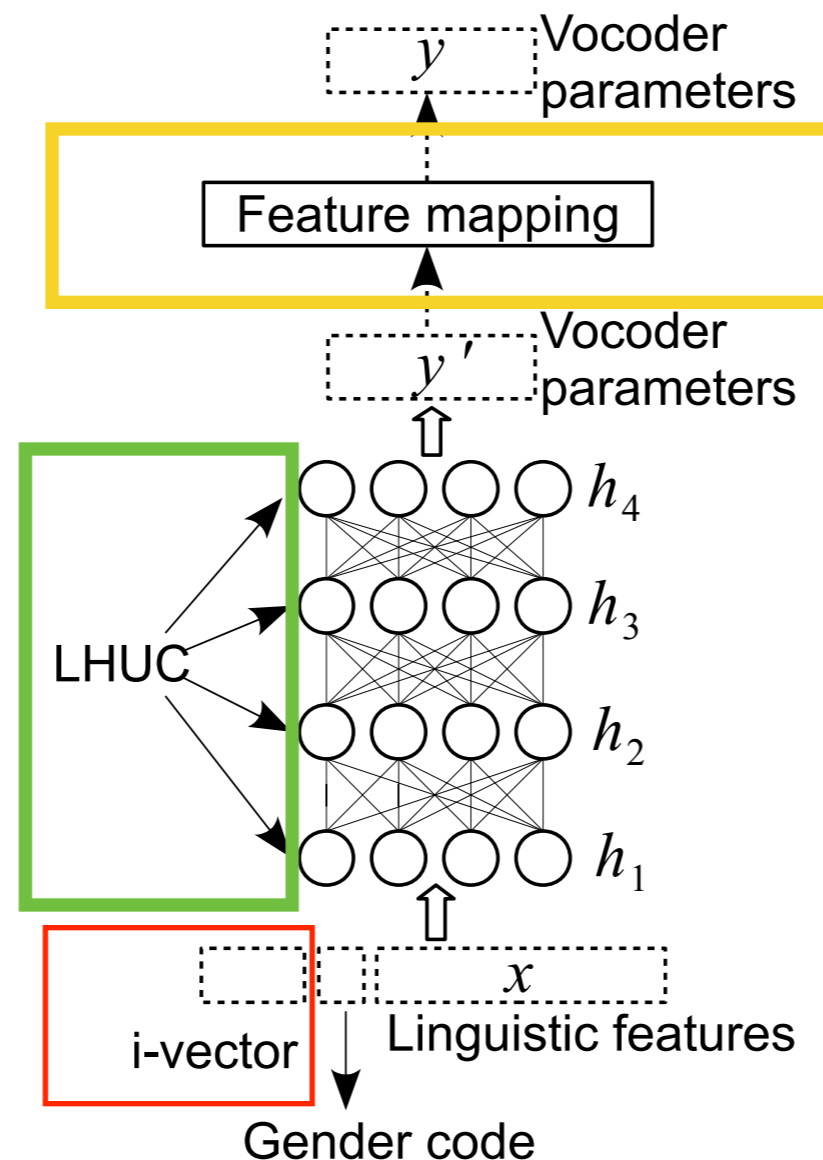 y
Vocoder
parameters
Feature mapping
y'
Vocoder
parameters
h4
h3
LHUC
h2
h1
x
i-vector
Linguistic features
Gender code